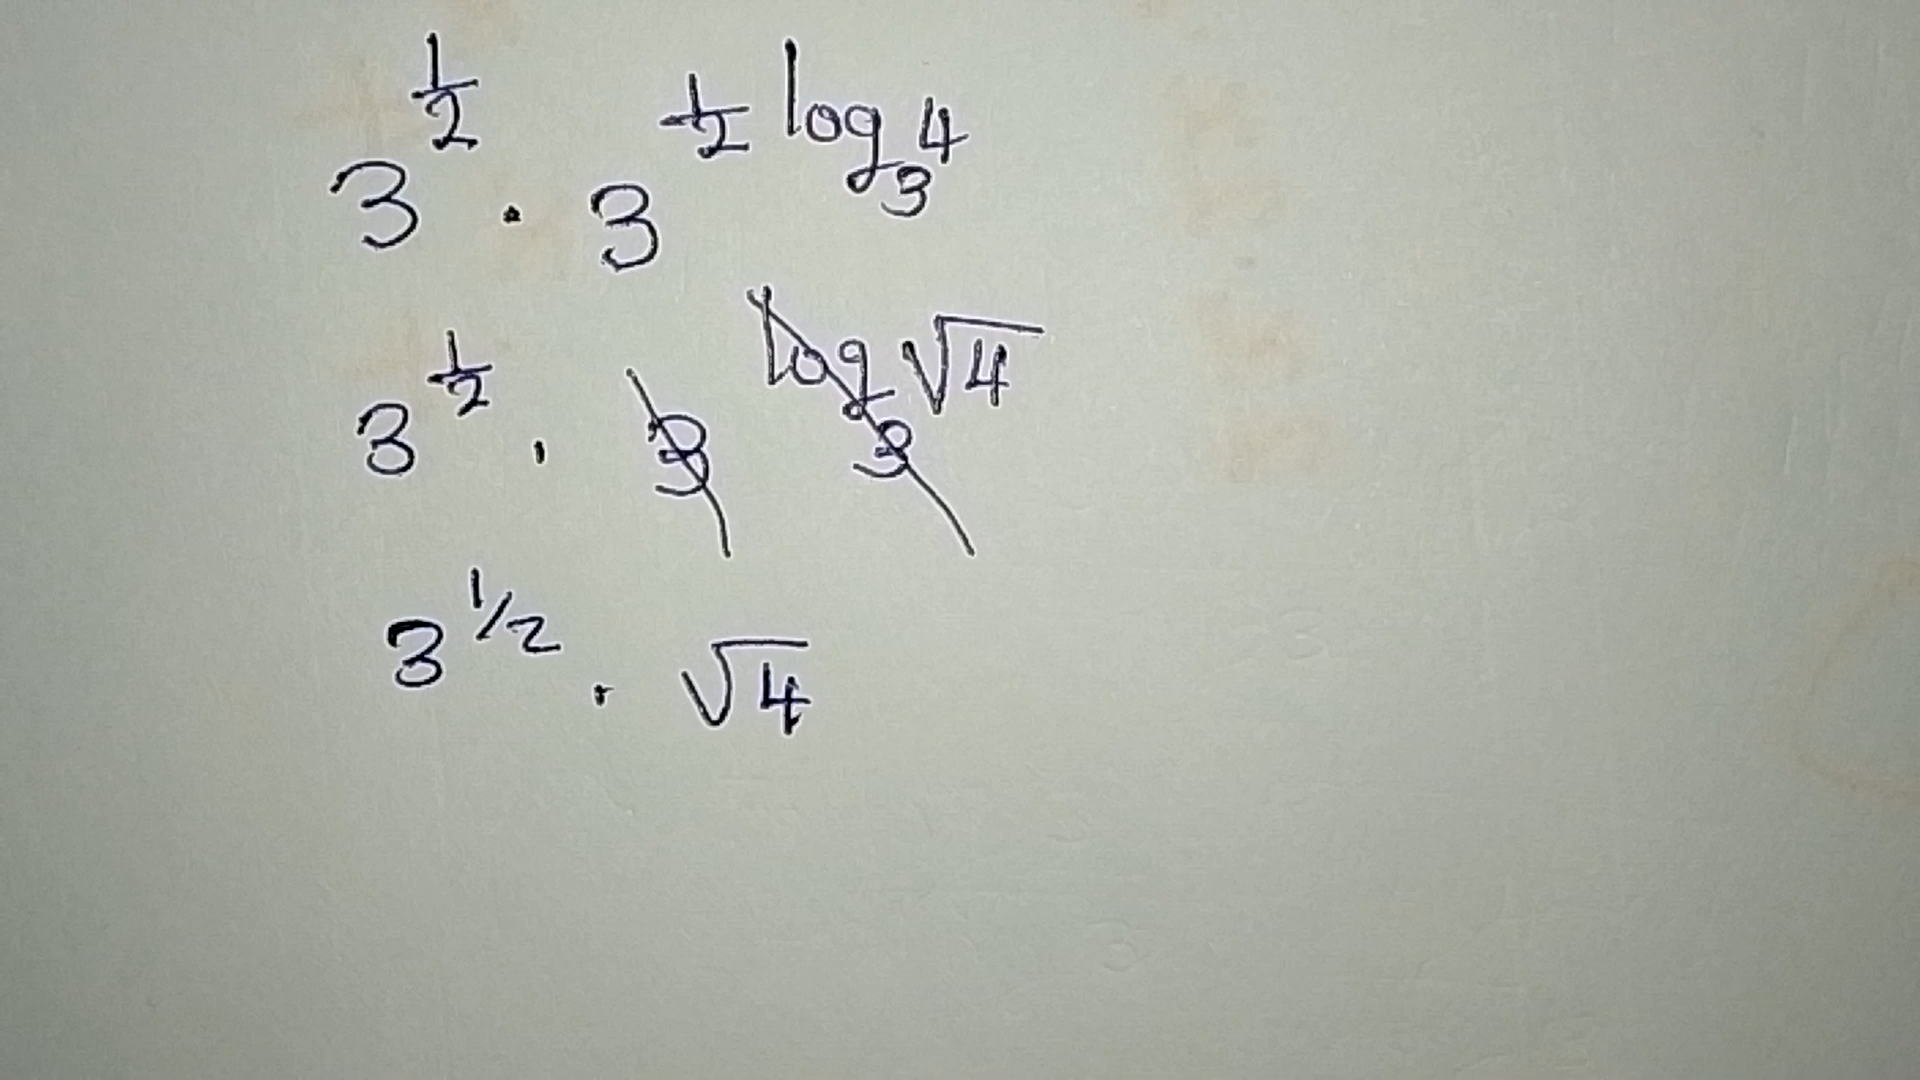 3^{1/2} · 3^{1/2 log_3 4}
3^{1/2} · 3^{log_3 √4}
3^{1/2} · √4